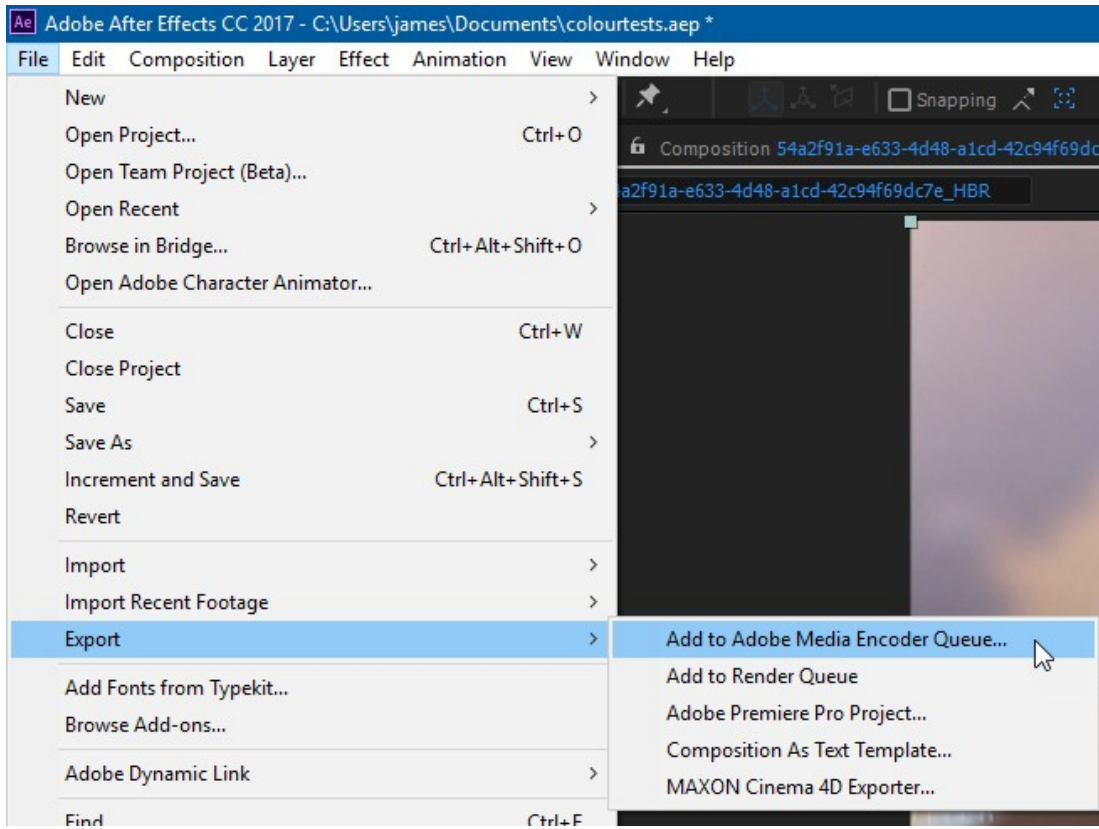 Ae Adobe After Effects CC 2017 - C:\Users\james\Documents\colourtests.aep *
File Edit Composition Layer Effect Animation View Window Help
Snapping
Composition 54a2f91a-e633-4d48-a1cd-42c94f69dc
a2f91a-e633-4d48-a1cd-42c94f69dc7e_HBR
New
Open Project... Ctrl+O
Open Team Project (Beta)...
Open Recent
Browse in Bridge... Ctrl+Alt+Shift+O
Open Adobe Character Animator...
Close Ctrl+W
Close Project
Save Ctrl+S
Save As
Increment and Save Ctrl+Alt+Shift+S
Revert
Import
Import Recent Footage
Export
Add Fonts from Typekit...
Browse Add-ons...
Adobe Dynamic Link
Find Ctrl+F
Add to Adobe Media Encoder Queue...
Add to Render Queue
Adobe Premiere Pro Project...
Composition As Text Template...
MAXON Cinema 4D Exporter...